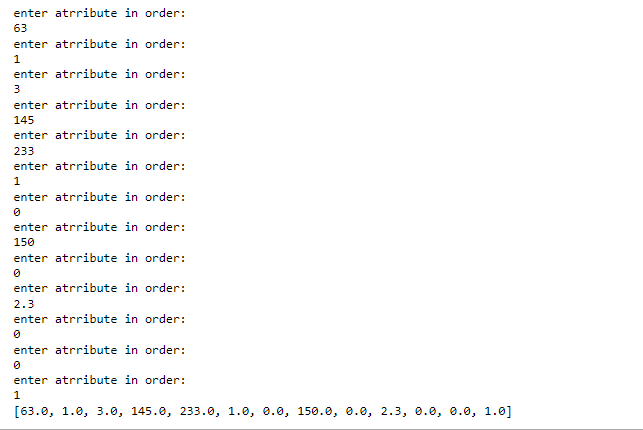 enter atrribute in order:
63
enter atrribute in order:
1
enter atrribute in order:
3
enter atrribute in order:
145
enter atrribute in order:
233
enter atrribute in order:
1
enter atrribute in order:
0
enter atrribute in order:
150
enter atrribute in order:
0
enter atrribute in order:
2.3
enter atrribute in order:
0
enter atrribute in order:
0
enter atrribute in order:
1
[63.0, 1.0, 3.0, 145.0, 233.0, 1.0, 0.0, 150.0, 0.0, 2.3, 0.0, 0.0, 1.0]